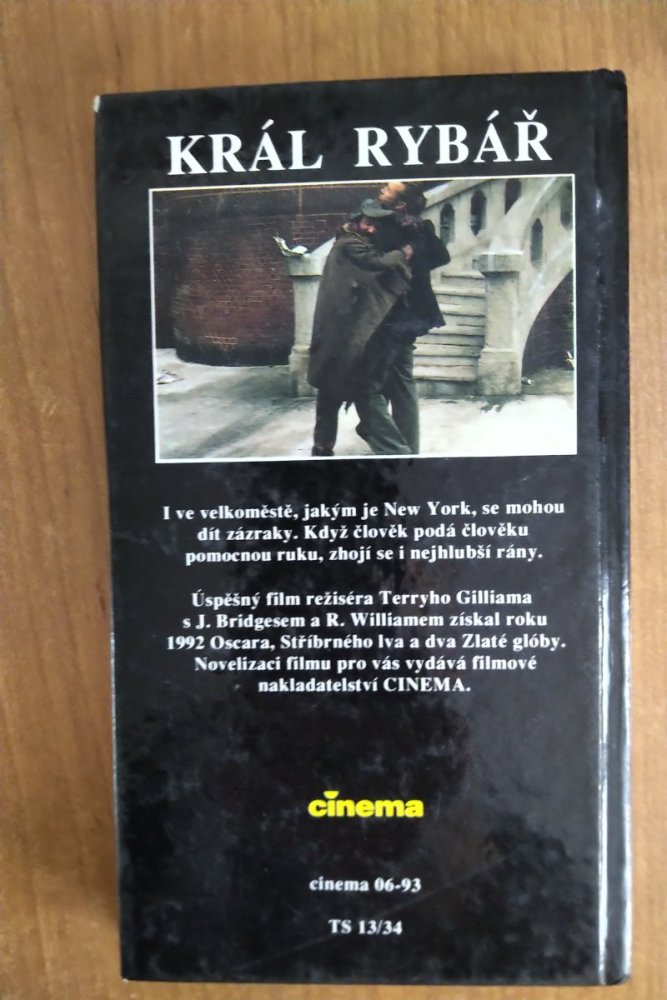 KRÁL RYBÁŘ
I ve velkoměstě, jakým je New York, se mohou
dít zázraky. Když člověk podá člověku
pomocnou ruku, zhojí se i nejhlubší rány.
Úspěšný film režiséra Terryho Gilliama
s J. Bridgesem a R. Williamem získal roku
1992 Oscara, Stříbrného lva a dva Zlaté glóby.
Novelizaci filmu pro vás vydává filmové
nakladatelství CINEMA.
cinema
cinema 06-93
TS 13/34